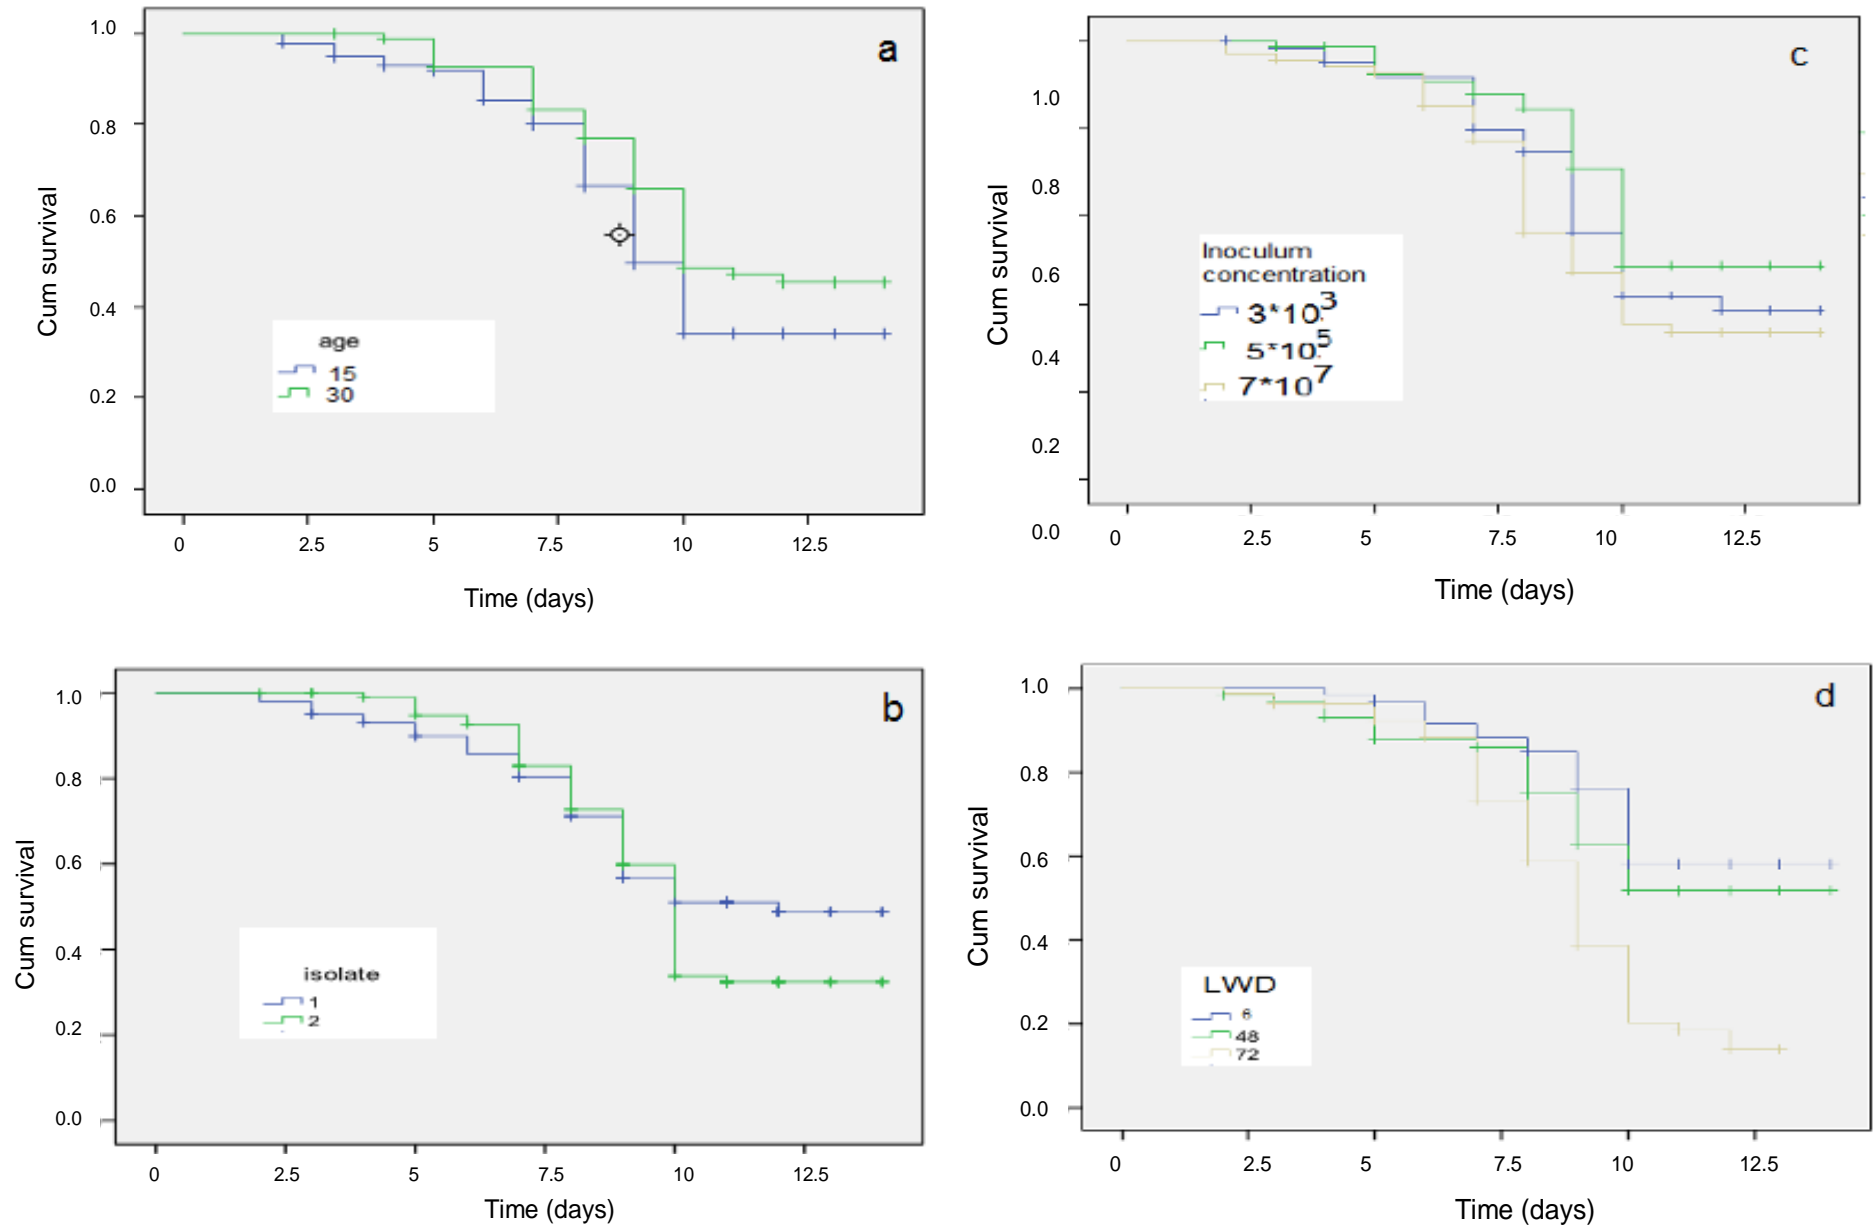 a
1.0
0.8
0.6
0.4
0.2
0.0
Cum survival
age
15
30
0 2.5 5 7.5 10 12.5
Time (days)
c
1.0
0.8
0.6
0.4
0.2
0.0
Cum survival
Inoculum
concentration
3*10³
5*10⁵
7*10⁷
0 2.5 5 7.5 10 12.5
Time (days)
b
1.0
0.8
0.6
0.4
0.2
0.0
Cum survival
isolate
1
2
0 2.5 5 7.5 10 12.5
Time (days)
d
1.0
0.8
0.6
0.4
0.2
0.0
Cum survival
LWD
6
48
72
0 2.5 5 7.5 10 12.5
Time (days)